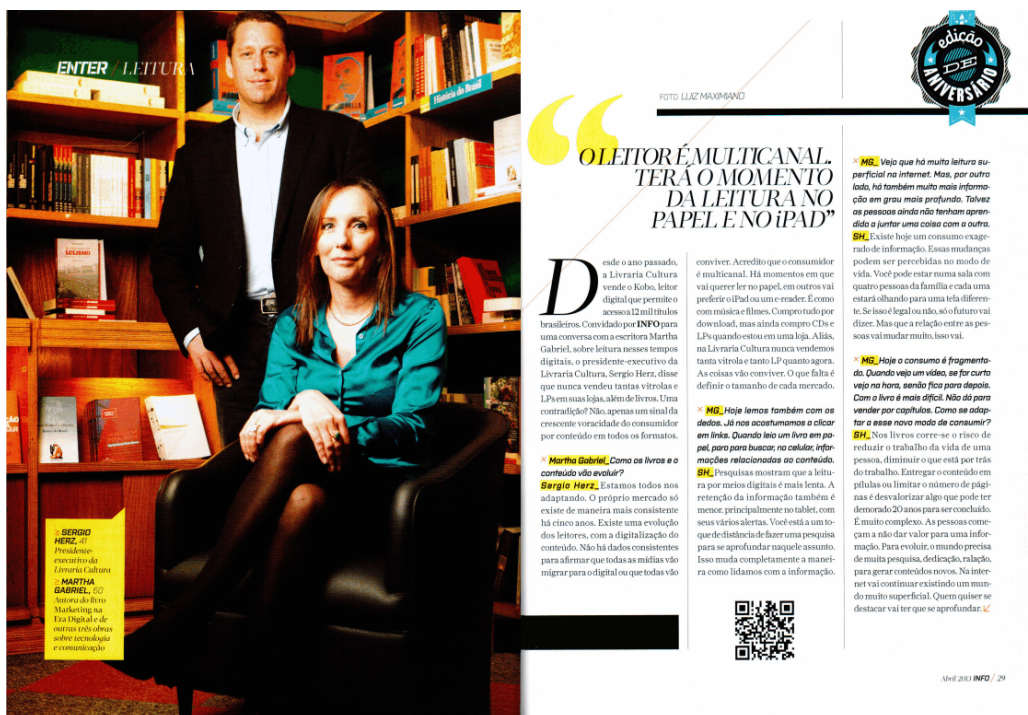 ENTER / LEITURA
História do Brasil
≥ SERGIO
HERZ, 41
Presidente-
executivo da
Livraria Cultura
≥ MARTHA
GABRIEL, 50
Autora do livro
Marketing na
Era Digital e de
outras três obras
sobre tecnologia
e comunicação
FOTO LUIZ MAXIMIANO
edição
DE
ANIVERSÁRIO
“
O LEITOR É MULTICANAL.
TERÁ O MOMENTO
DA LEITURA NO
PAPEL E NO iPAD”
Desde o ano passado,
a Livraria Cultura
vende o Kobo, leitor
digital que permite o
acesso a 12 mil títulos
brasileiros. Convidado por INFO para
uma conversa com a escritora Martha
Gabriel, sobre leitura nesses tempos
digitais, o presidente-executivo da
Livraria Cultura, Sergio Herz, disse
que nunca vendeu tantas vitrolas e
LPs em suas lojas, além de livros. Uma
contradição? Não, apenas um sinal da
crescente voracidade do consumidor
por conteúdo em todos os formatos.
× Martha Gabriel_ Como os livros e o
conteúdo vão evoluir?
Sergio Herz_ Estamos todos nos
adaptando. O próprio mercado só
existe de maneira mais consistente
há cinco anos. Existe uma evolução
dos leitores, com a digitalização do
conteúdo. Não há dados consistentes
para afirmar que todas as mídias vão
migrar para o digital ou que todas vão
conviver. Acredito que o consumidor
é multicanal. Há momentos em que
vai querer ler no papel, em outros vai
preferir o iPad ou um e-reader. É como
com música e filmes. Compro tudo por
download, mas ainda compro CDs e
LPs quando estou em uma loja. Aliás,
na Livraria Cultura nunca vendemos
tanta vitrola e tanto LP quanto agora.
As coisas vão conviver. O que falta é
definir o tamanho de cada mercado.
× MG_ Hoje lemos também com os
dedos. Já nos acostumamos a clicar
em links. Quando leio um livro em pa-
pel, paro para buscar, no celular, infor-
mações relacionadas ao conteúdo.
SH_ Pesquisas mostram que a leitu-
ra por meios digitais é mais lenta. A
retenção da informação também é
menor, principalmente no tablet, com
seus vários alertas. Você está a um to-
que de distância de fazer uma pesquisa
para se aprofundar naquele assunto.
Isso muda completamente a manei-
ra como lidamos com a informação.
× MG_ Vejo que há muita leitura su-
perficial na internet. Mas, por outro
lado, há também muito mais informa-
ção em grau mais profundo. Talvez
as pessoas ainda não tenham apren-
dido a juntar uma coisa com a outra.
SH_ Existe hoje um consumo exage-
rado de informação. Essas mudanças
podem ser percebidas no modo de
vida. Você pode estar numa sala com
quatro pessoas da família e cada uma
estará olhando para uma tela diferen-
te. Se isso é legal ou não, só o futuro vai
dizer. Mas que a relação entre as pes-
soas vai mudar muito, isso vai.
× MG_ Hoje o consumo é fragmenta-
do. Quando vejo um vídeo, se for curto
vejo na hora, senão fica para depois.
Com o livro é mais difícil. Não dá para
vender por capítulos. Como se adap-
tar a esse novo modo de consumir?
SH_ Nos livros corre-se o risco de
reduzir o trabalho da vida de uma
pessoa, diminuir o que está por trás
do trabalho. Entregar o conteúdo em
pílulas ou limitar o número de pági-
nas é desvalorizar algo que pode ter
demorado 20 anos para ser concluído.
É muito complexo. As pessoas come-
çam a não dar valor para uma infor-
mação. Para evoluir, o mundo precisa
de muita pesquisa, dedicação, ralação,
para gerar conteúdos novos. Na inter-
net vai continuar existindo um mun-
do muito superficial. Quem quiser se
destacar vai ter que se aprofundar.
Abril 2013 INFO / 29